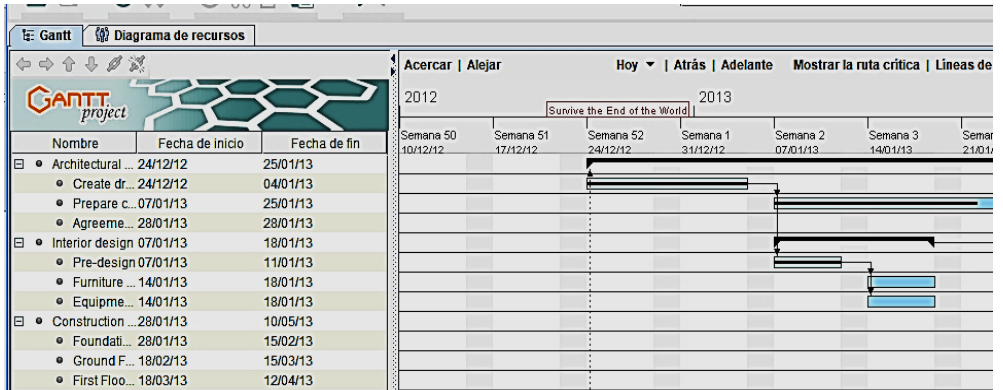 Gantt
Diagrama de recursos
Acercar | Alejar
Hoy | Atrás | Adelante
Mostrar la ruta crítica | Líneas de
GANTT
project
2012
2013
Survive the End of the World
Semana 50
Semana 51
Semana 52
Semana 1
Semana 2
Semana 3
10/12/12
17/12/12
24/12/12
31/12/12
07/01/13
14/01/13
21/01/
Nombre Fecha de inicio Fecha de fin
Architectural ... 24/12/12 25/01/13
Create dr... 24/12/12 04/01/13
Prepare c... 07/01/13 25/01/13
Agreeme... 28/01/13 28/01/13
Interior design 07/01/13 18/01/13
Pre-design 07/01/13 11/01/13
Furniture ... 14/01/13 18/01/13
Equipme... 14/01/13 18/01/13
Construction ... 28/01/13 10/05/13
Foundati... 28/01/13 15/02/13
Ground F... 18/02/13 15/03/13
First Floo... 18/03/13 12/04/13